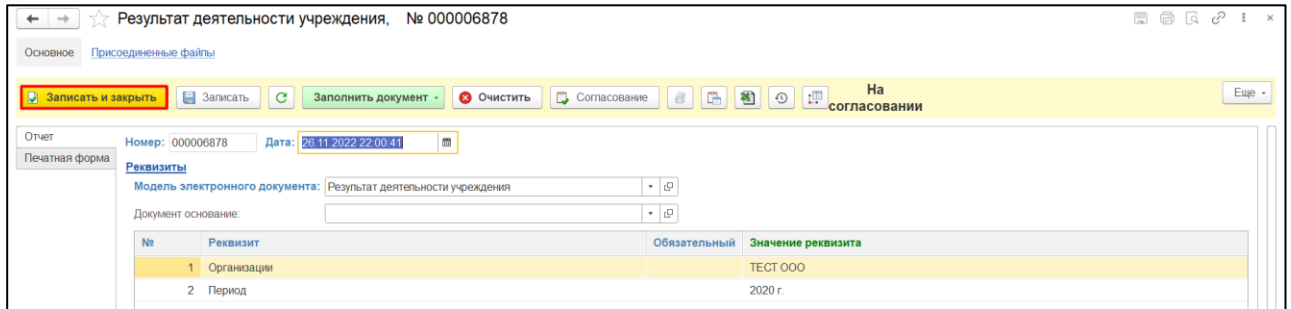 Результат деятельности учреждения, № 000006878
Основное Присоединенные файлы
Записать и закрыть Записать Заполнить документ Очистить Согласование На согласовании Еще
Отчет
Печатная форма
Номер: 000006878 Дата: 26.11.2022 22:00:41
Реквизиты
Модель электронного документа: Результат деятельности учреждения
Документ основание:
№ Реквизит Обязательный Значение реквизита
1 Организации ТЕСТ ООО
2 Период 2020 г.